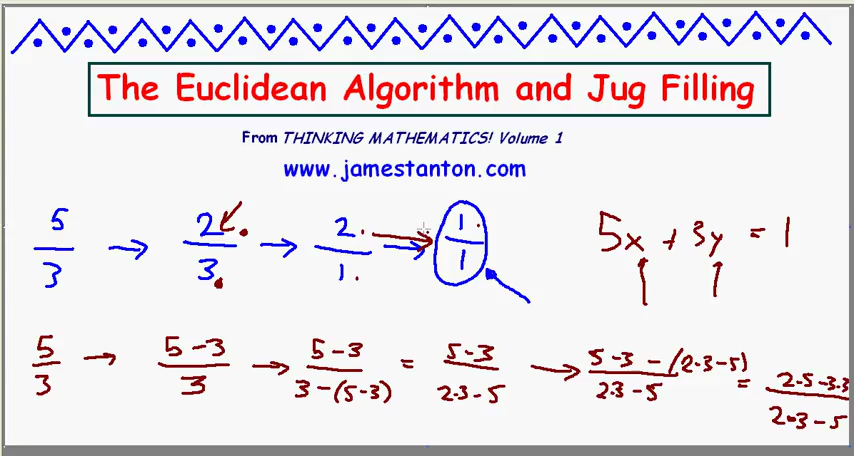 The Euclidean Algorithm and Jug Filling
From THINKING MATHEMATICS! Volume 1
www.jamestanton.com
5/3 → 2/3 → 2/1 → 1/1 5x + 3y = 1
5/3 → (5-3)/3 → (5-3)/(3-(5-3)) = (5-3)/(2·3-5) → (5-3-(2·3-5))/(2·3-5) = (2·5-3·3)/(2·3-5)